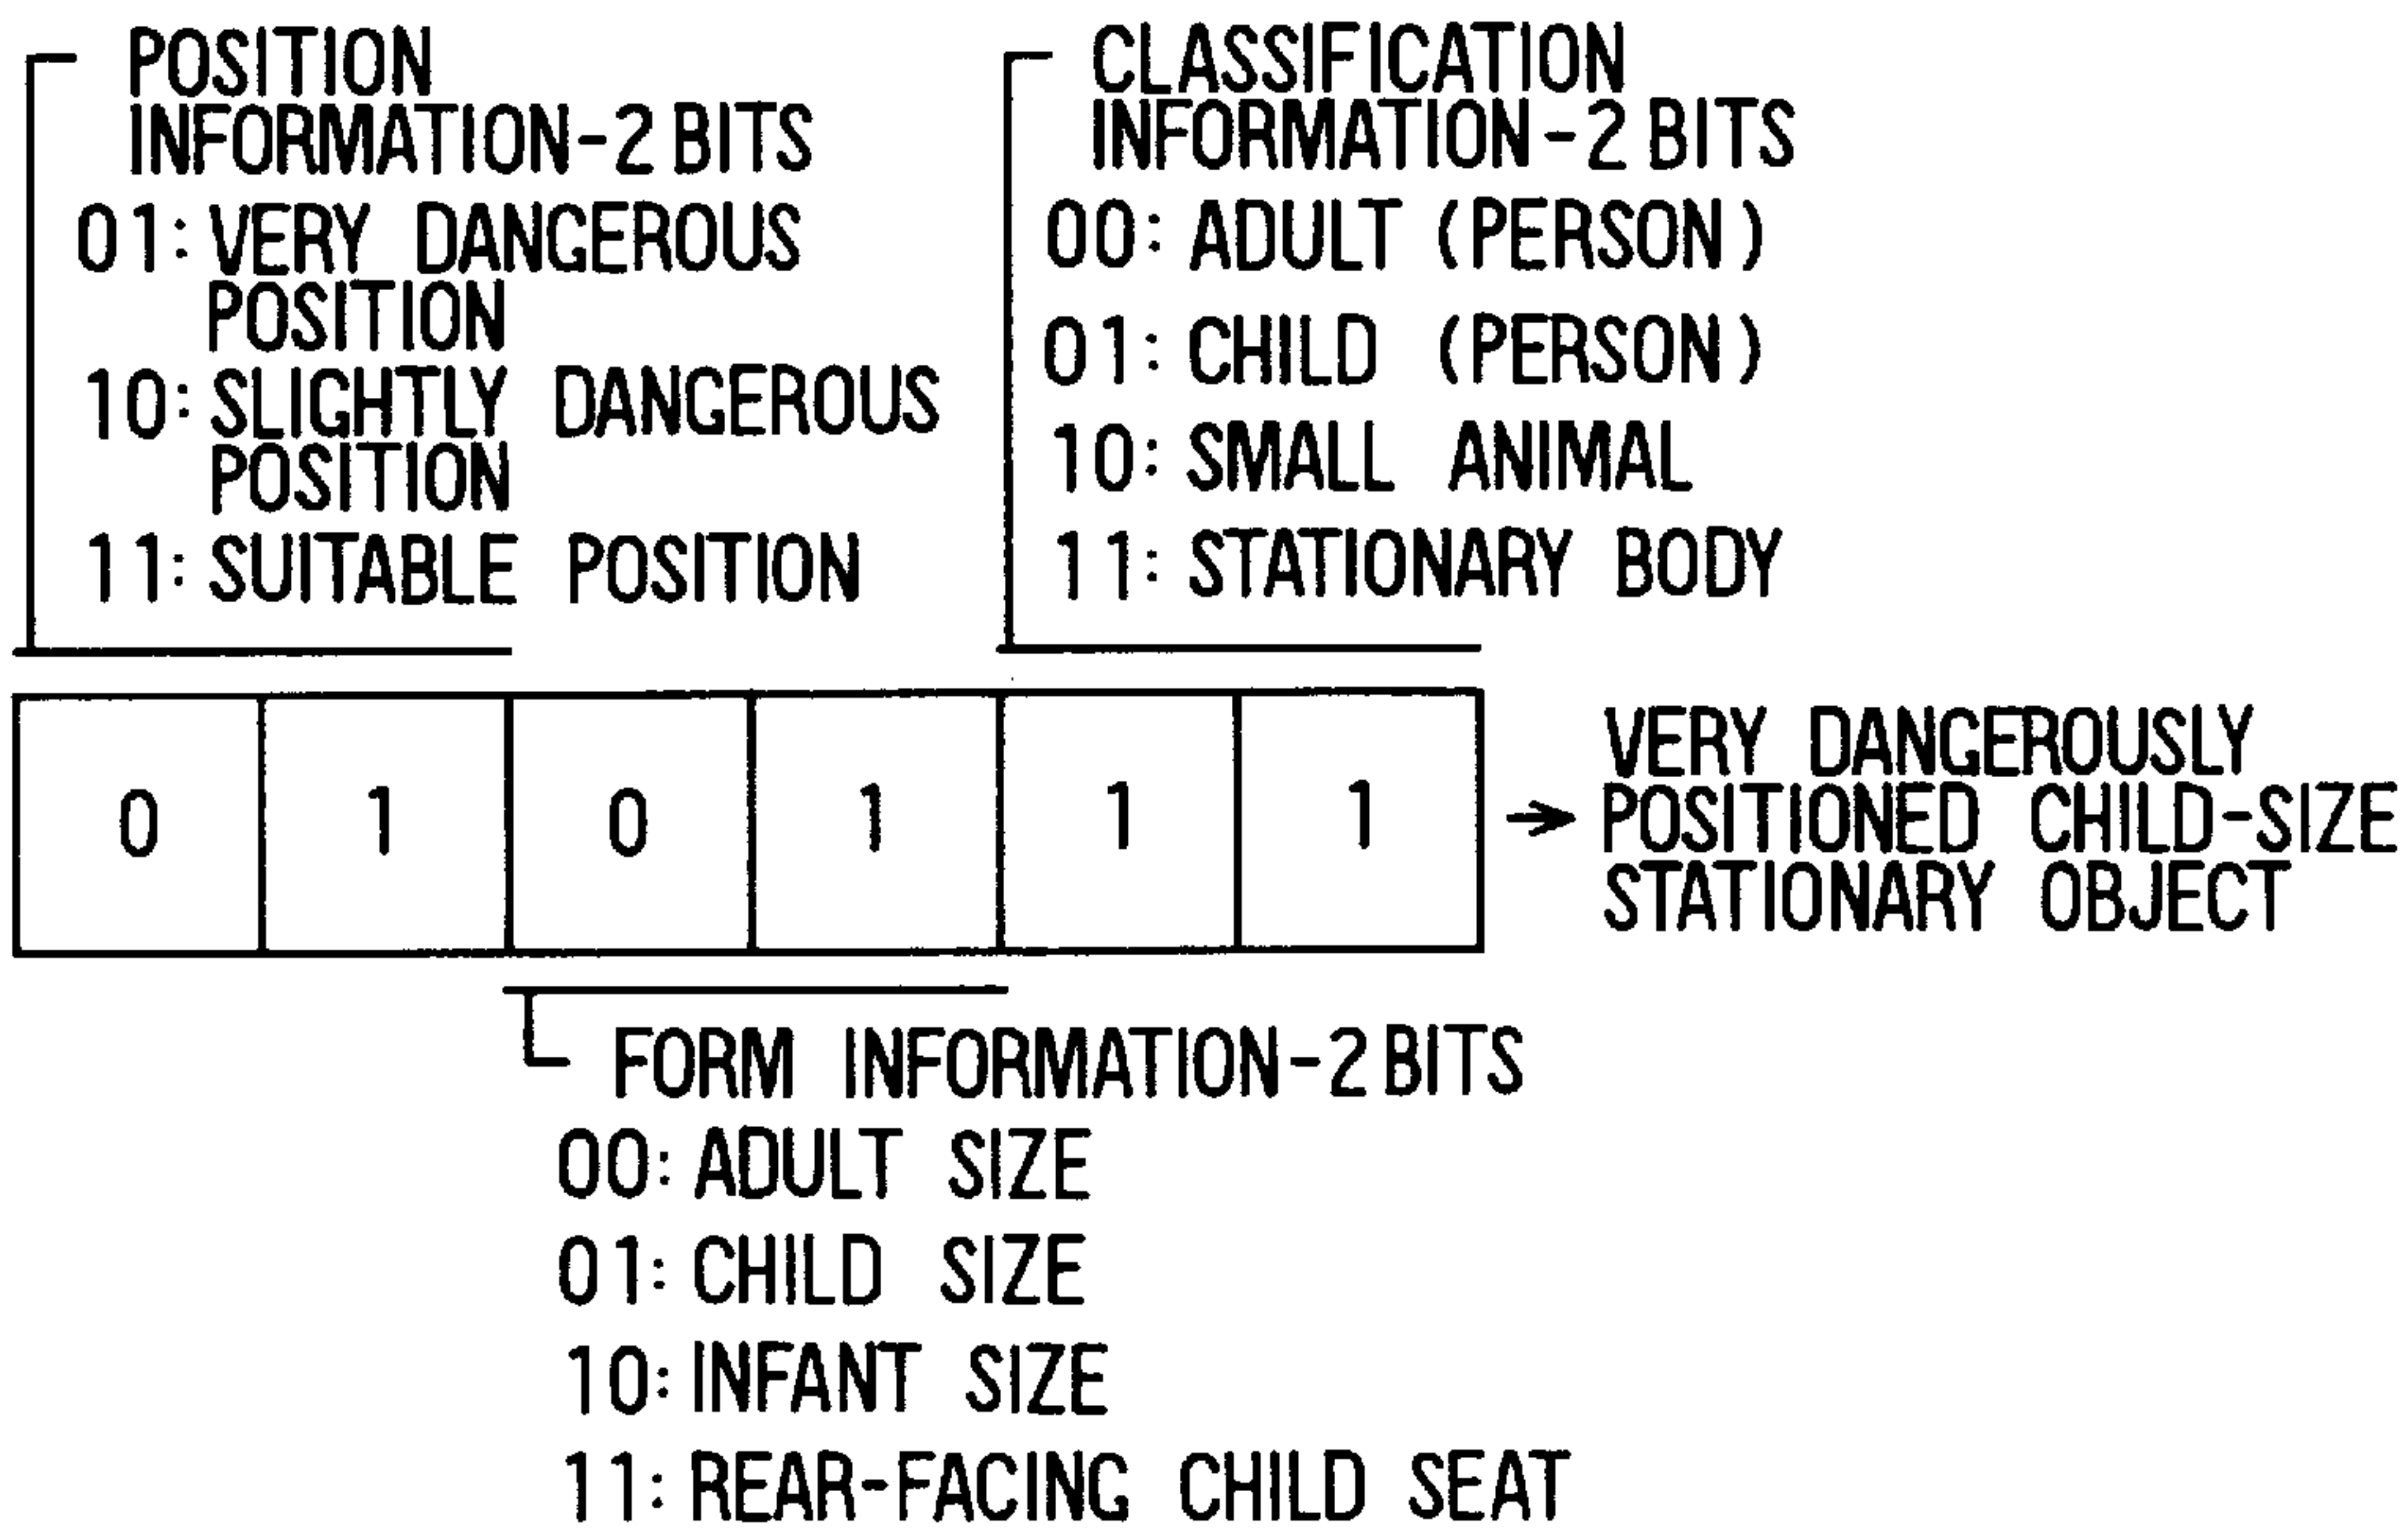 POSITION
INFORMATION-2 BITS
01: VERY DANGEROUS
POSITION
10: SLIGHTLY DANGEROUS
POSITION
11: SUITABLE POSITION
CLASSIFICATION
INFORMATION-2 BITS
00: ADULT (PERSON)
01: CHILD (PERSON)
10: SMALL ANIMAL
11: STATIONARY BODY
0 1 0 1 1 1
VERY DANGEROUSLY
POSITIONED CHILD-SIZE
STATIONARY OBJECT
FORM INFORMATION-2 BITS
00: ADULT SIZE
01: CHILD SIZE
10: INFANT SIZE
11: REAR-FACING CHILD SEAT